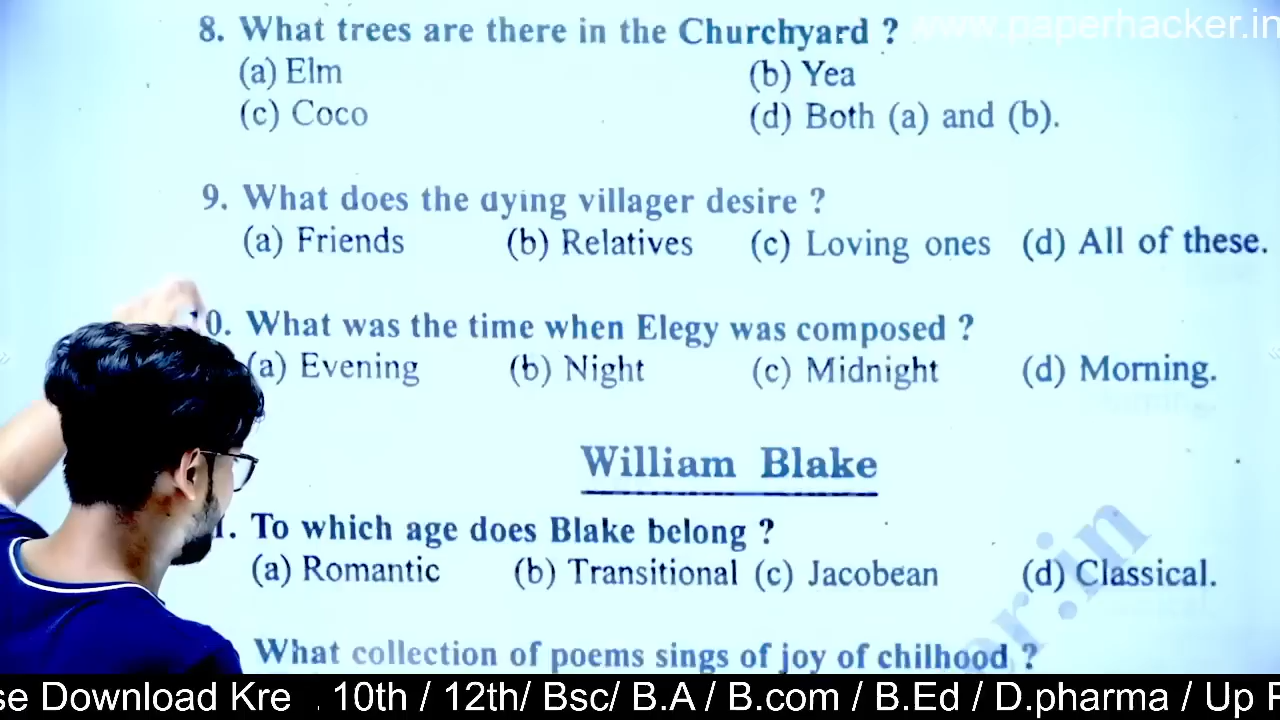 www.paperhacker.in
8. What trees are there in the Churchyard ?
(a) Elm (b) Yea
(c) Coco (d) Both (a) and (b).
9. What does the dying villager desire ?
(a) Friends (b) Relatives (c) Loving ones (d) All of these.
10. What was the time when Elegy was composed ?
(a) Evening (b) Night (c) Midnight (d) Morning.
William Blake
1. To which age does Blake belong ?
(a) Romantic (b) Transitional (c) Jacobean (d) Classical.
What collection of poems sings of joy of chilhood ?
er.in
se Download Kre . 10th / 12th/ Bsc/ B.A / B.com / B.Ed / D.pharma / Up P